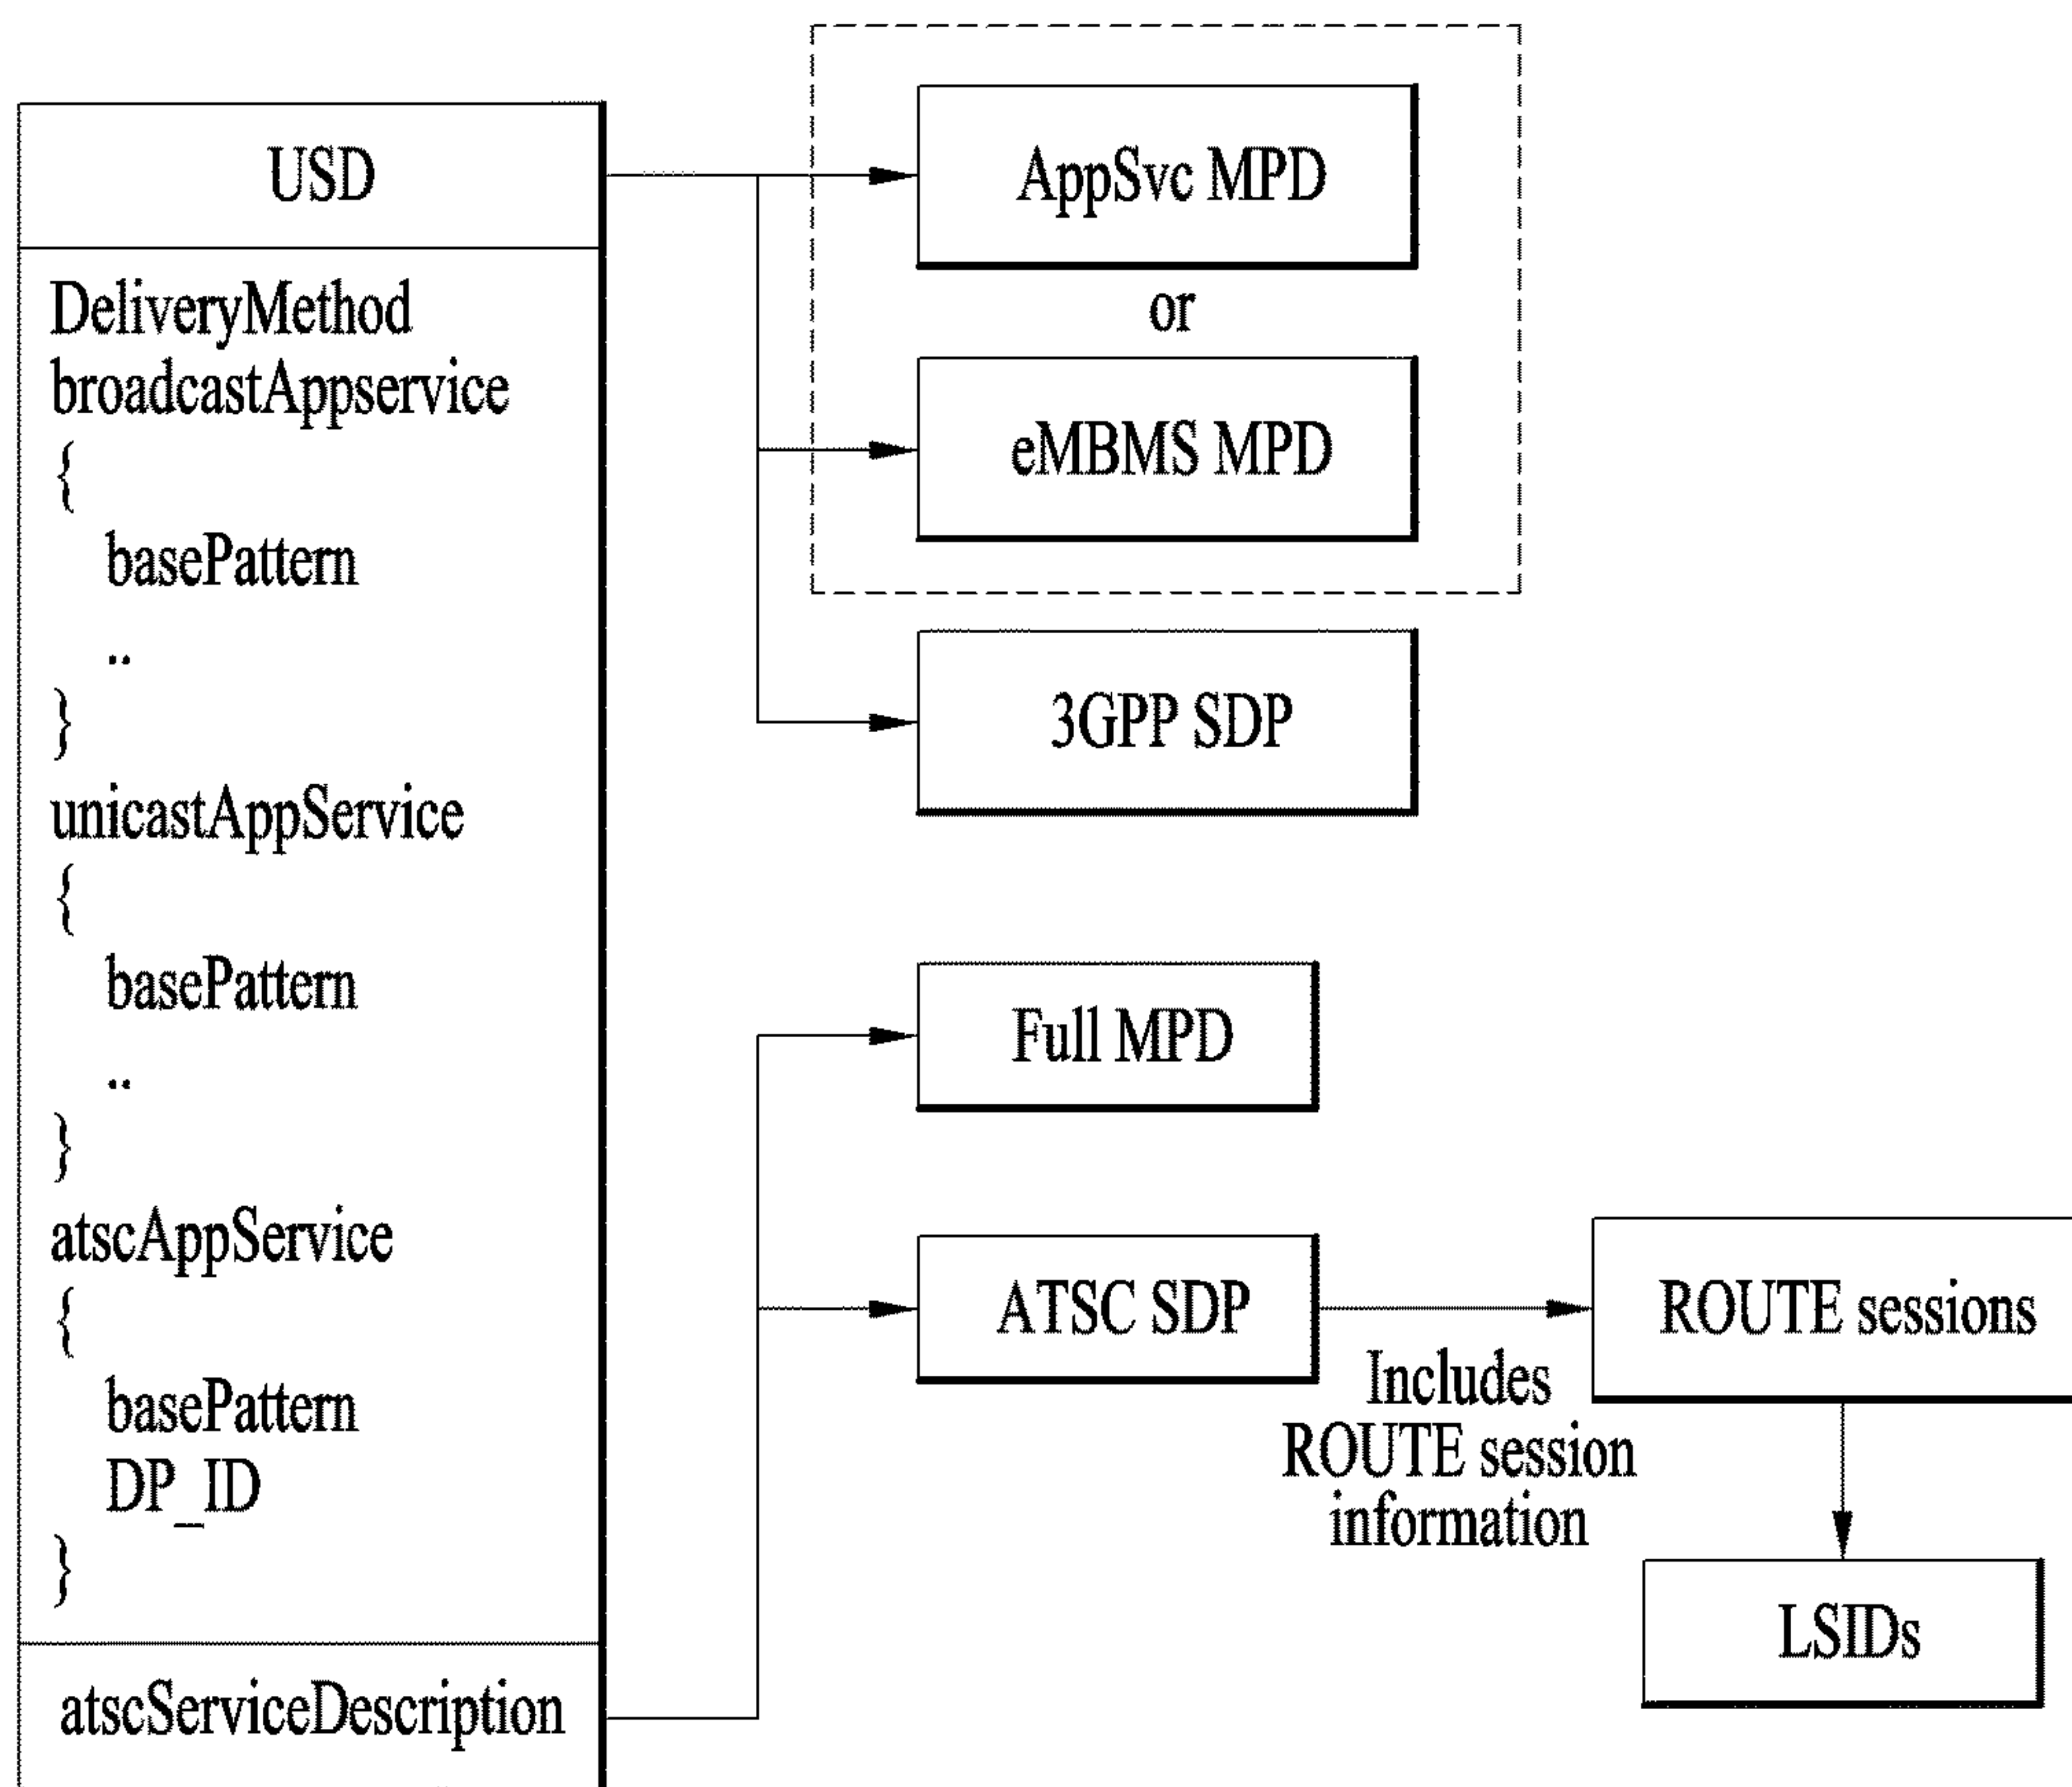 USD
DeliveryMethod
broadcastAppservice
{
basePattern
..
}
unicastAppService
{
basePattern
..
}
atscAppService
{
basePattern
DP_ID
}
atscServiceDescription
AppSvc MPD
or
eMBMS MPD
3GPP SDP
Full MPD
ATSC SDP
Includes
ROUTE session
information
ROUTE sessions
LSIDs